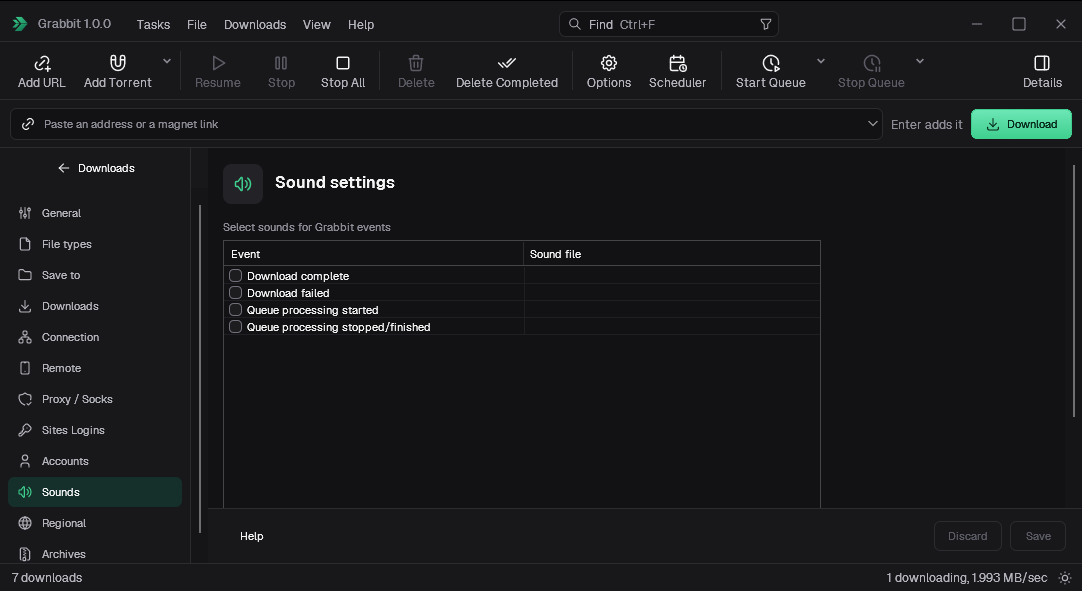 Grabbit 1.0.0 Tasks File Downloads View Help Find Ctrl+F
Add URL Add Torrent Resume Stop Stop All Delete Delete Completed Options Scheduler Start Queue Stop Queue Details
Paste an address or a magnet link Enter adds it Download
Downloads
General
File types
Save to
Downloads
Connection
Remote
Proxy / Socks
Sites Logins
Accounts
Sounds
Regional
Archives
Sound settings
Select sounds for Grabbit events
Event Sound file
Download complete
Download failed
Queue processing started
Queue processing stopped/finished
Help Discard Save
7 downloads 1 downloading, 1.993 MB/sec